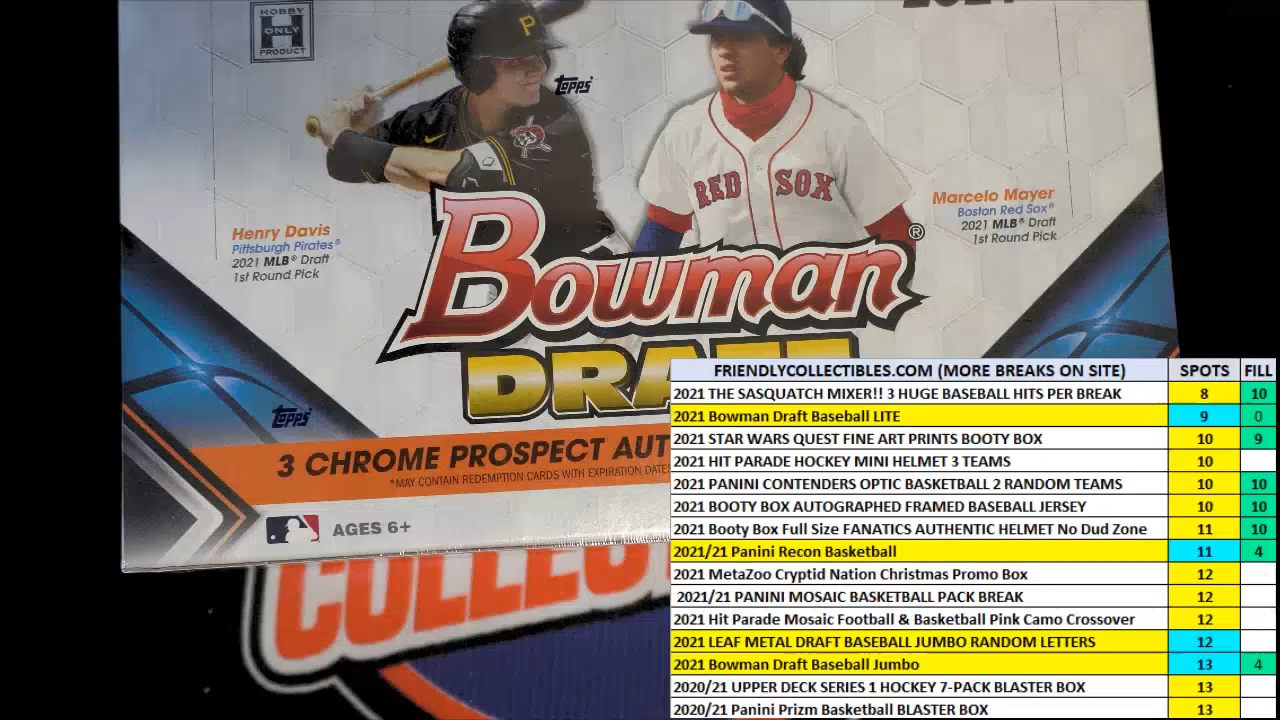 HOBBY
ONLY
PRODUCT
P
Topps
RED SOX
Henry Davis
Pittsburgh Pirates®
2021 MLB® Draft
1st Round Pick
Marcelo Mayer
Boston Red Sox®
2021 MLB® Draft
1st Round Pick
Bowman®
Topps
3 CHROME PROSPECT AUT
*MAY CONTAIN REDEMPTION CARDS WITH EXPIRATION DATE
AGES 6+
FRIENDLYCOLLECTIBLES.COM (MORE BREAKS ON SITE) SPOTS FILL
2021 THE SASQUATCH MIXER!! 3 HUGE BASEBALL HITS PER BREAK 8 10
2021 Bowman Draft Baseball LITE 9 0
2021 STAR WARS QUEST FINE ART PRINTS BOOTY BOX 10 9
2021 HIT PARADE HOCKEY MINI HELMET 3 TEAMS 10
2021 PANINI CONTENDERS OPTIC BASKETBALL 2 RANDOM TEAMS 10 10
2021 BOOTY BOX AUTOGRAPHED FRAMED BASEBALL JERSEY 10 10
2021 Booty Box Full Size FANATICS AUTHENTIC HELMET No Dud Zone 11 10
2021/21 Panini Recon Basketball 11 4
2021 MetaZoo Cryptid Nation Christmas Promo Box 12
2021/21 PANINI MOSAIC BASKETBALL PACK BREAK 12
2021 Hit Parade Mosaic Football & Basketball Pink Camo Crossover 12
2021 LEAF METAL DRAFT BASEBALL JUMBO RANDOM LETTERS 12
2021 Bowman Draft Baseball Jumbo 13 4
2020/21 UPPER DECK SERIES 1 HOCKEY 7-PACK BLASTER BOX 13
2020/21 Panini Prizm Basketball BLASTER BOX 13